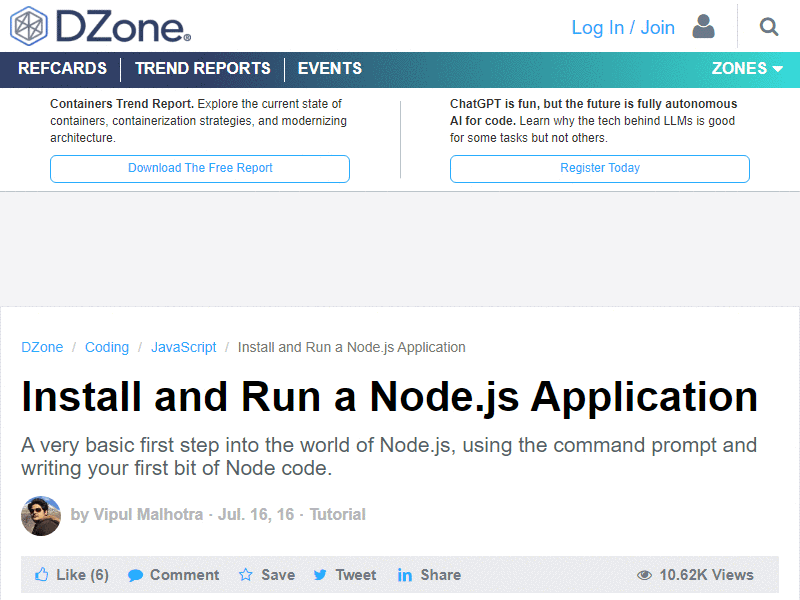 DZone®
Log In / Join
REFCARDS TREND REPORTS EVENTS ZONES
Containers Trend Report. Explore the current state of
containers, containerization strategies, and modernizing
architecture.
Download The Free Report
ChatGPT is fun, but the future is fully autonomous
AI for code. Learn why the tech behind LLMs is good
for some tasks but not others.
Register Today
DZone / Coding / JavaScript / Install and Run a Node.js Application
Install and Run a Node.js Application
A very basic first step into the world of Node.js, using the command prompt and
writing your first bit of Node code.
by Vipul Malhotra · Jul. 16, 16 · Tutorial
Like (6) Comment Save Tweet Share 10.62K Views